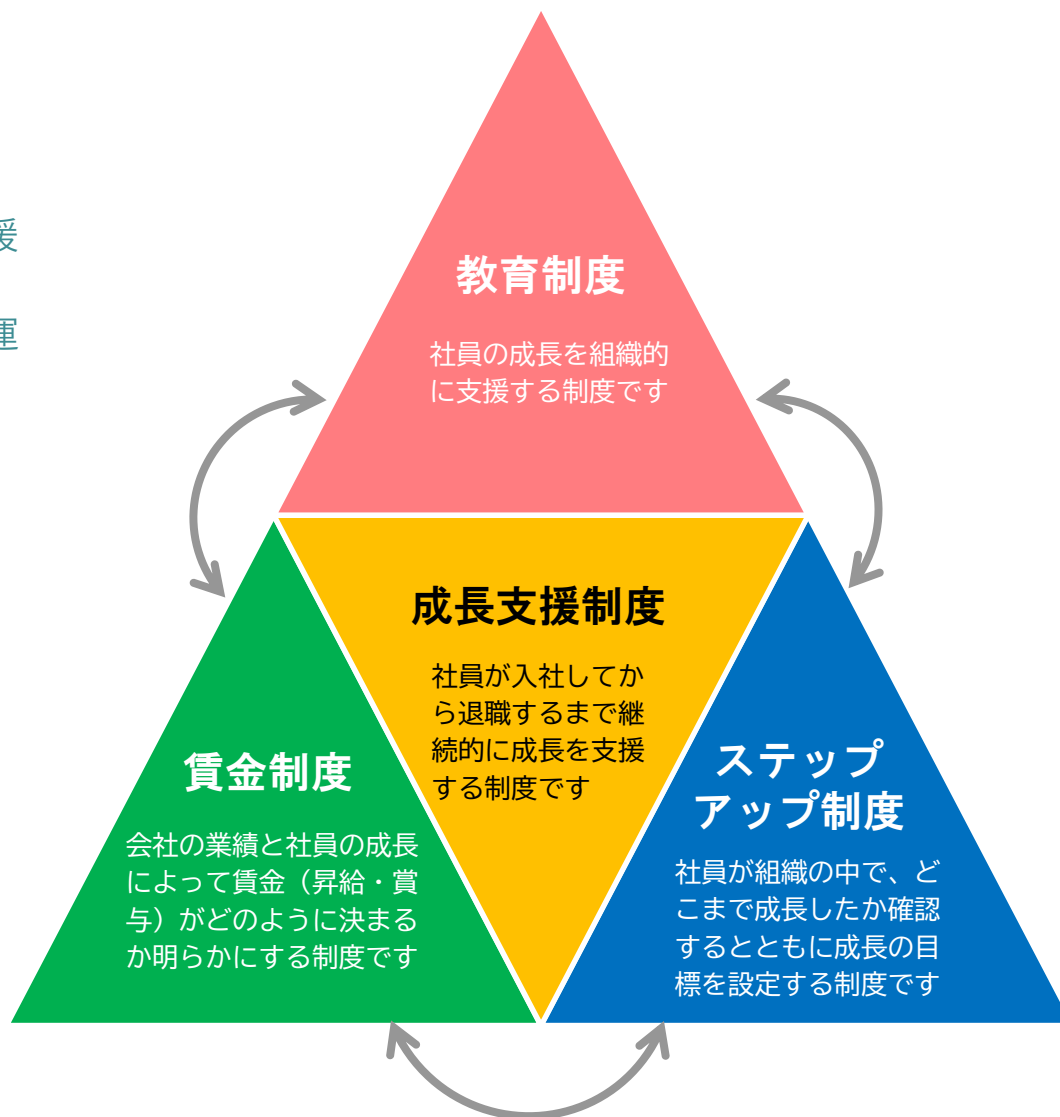 援
運
教育制度
社員の成長を組織的
に支援する制度です
成長支援制度
社員が入社してか
ら退職するまで継
続的に成長を支援
する制度です
賃金制度
会社の業績と社員の成長
によって賃金（昇給・賞
与）がどのように決まる
か明らかにする制度です
ステップ
アップ制度
社員が組織の中で、ど
こまで成長したか確認
するとともに成長の目
標を設定する制度です